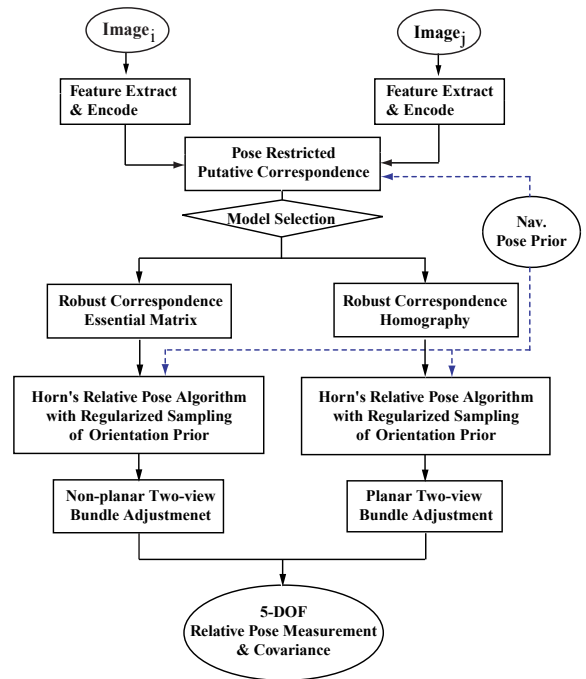 Image_i
Image_j
Feature Extract
& Encode
Feature Extract
& Encode
Pose Restricted
Putative Correspondence
Model Selection
Nav.
Pose Prior
Robust Correspondence
Essential Matrix
Robust Correspondence
Homography
Horn's Relative Pose Algorithm
with Regularized Sampling
of Orientation Prior
Horn's Relative Pose Algorithm
with Regularized Sampling
of Orientation Prior
Non-planar Two-view
Bundle Adjustmenet
Planar Two-view
Bundle Adjustment
5-DOF
Relative Pose Measurement
& Covariance